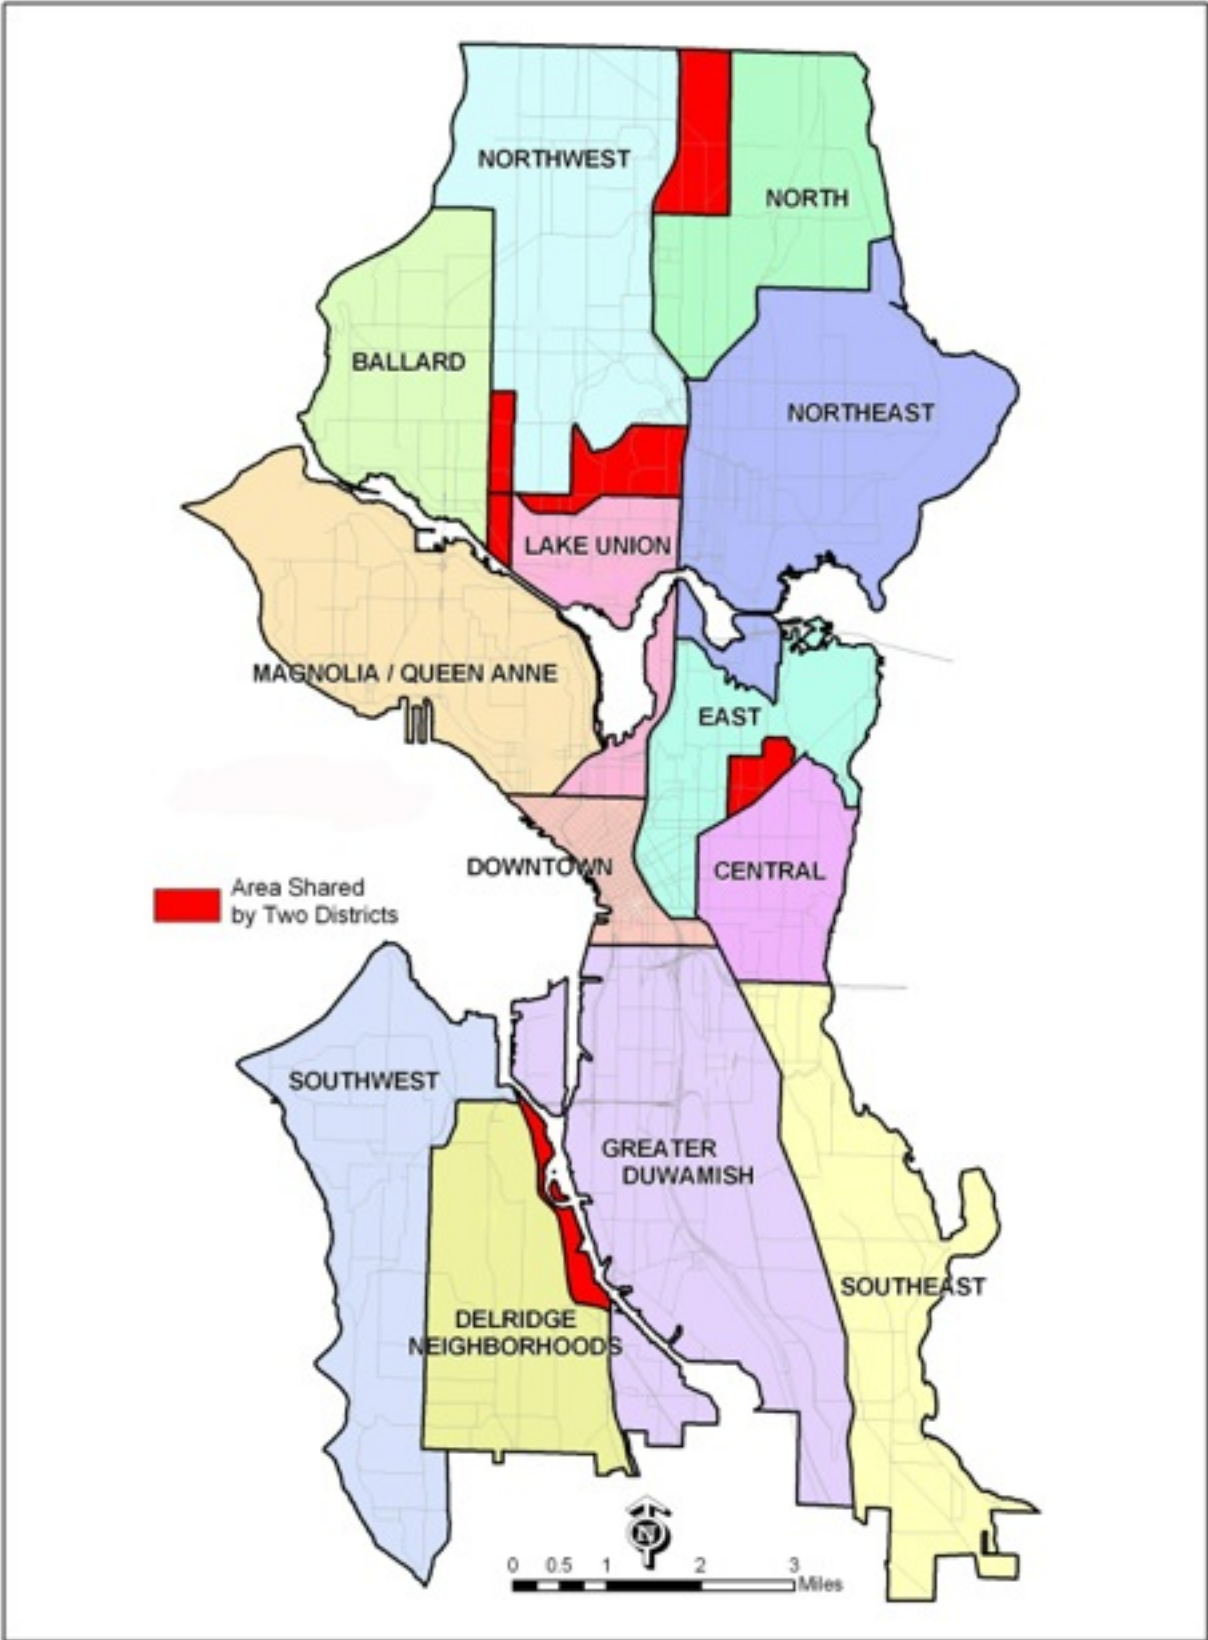 NORTHWEST
NORTH
BALLARD
NORTHEAST
LAKE UNION
MAGNOLIA / QUEEN ANNE
EAST
DOWNTOWN
CENTRAL
Area Shared
by Two Districts
SOUTHWEST
GREATER
DUWAMISH
SOUTHEAST
DELRIDGE
NEIGHBORHOODS
N
0 0.5 1 2 3
Miles